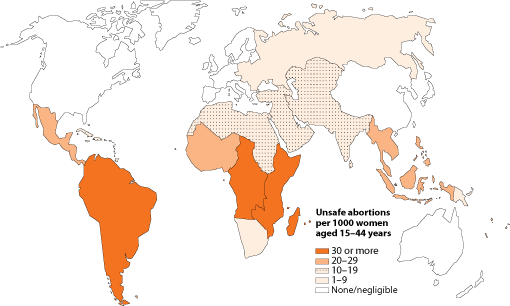 Unsafe abortions
per 1000 women
aged 15–44 years
30 or more
20–29
10–19
1–9
None/negligible